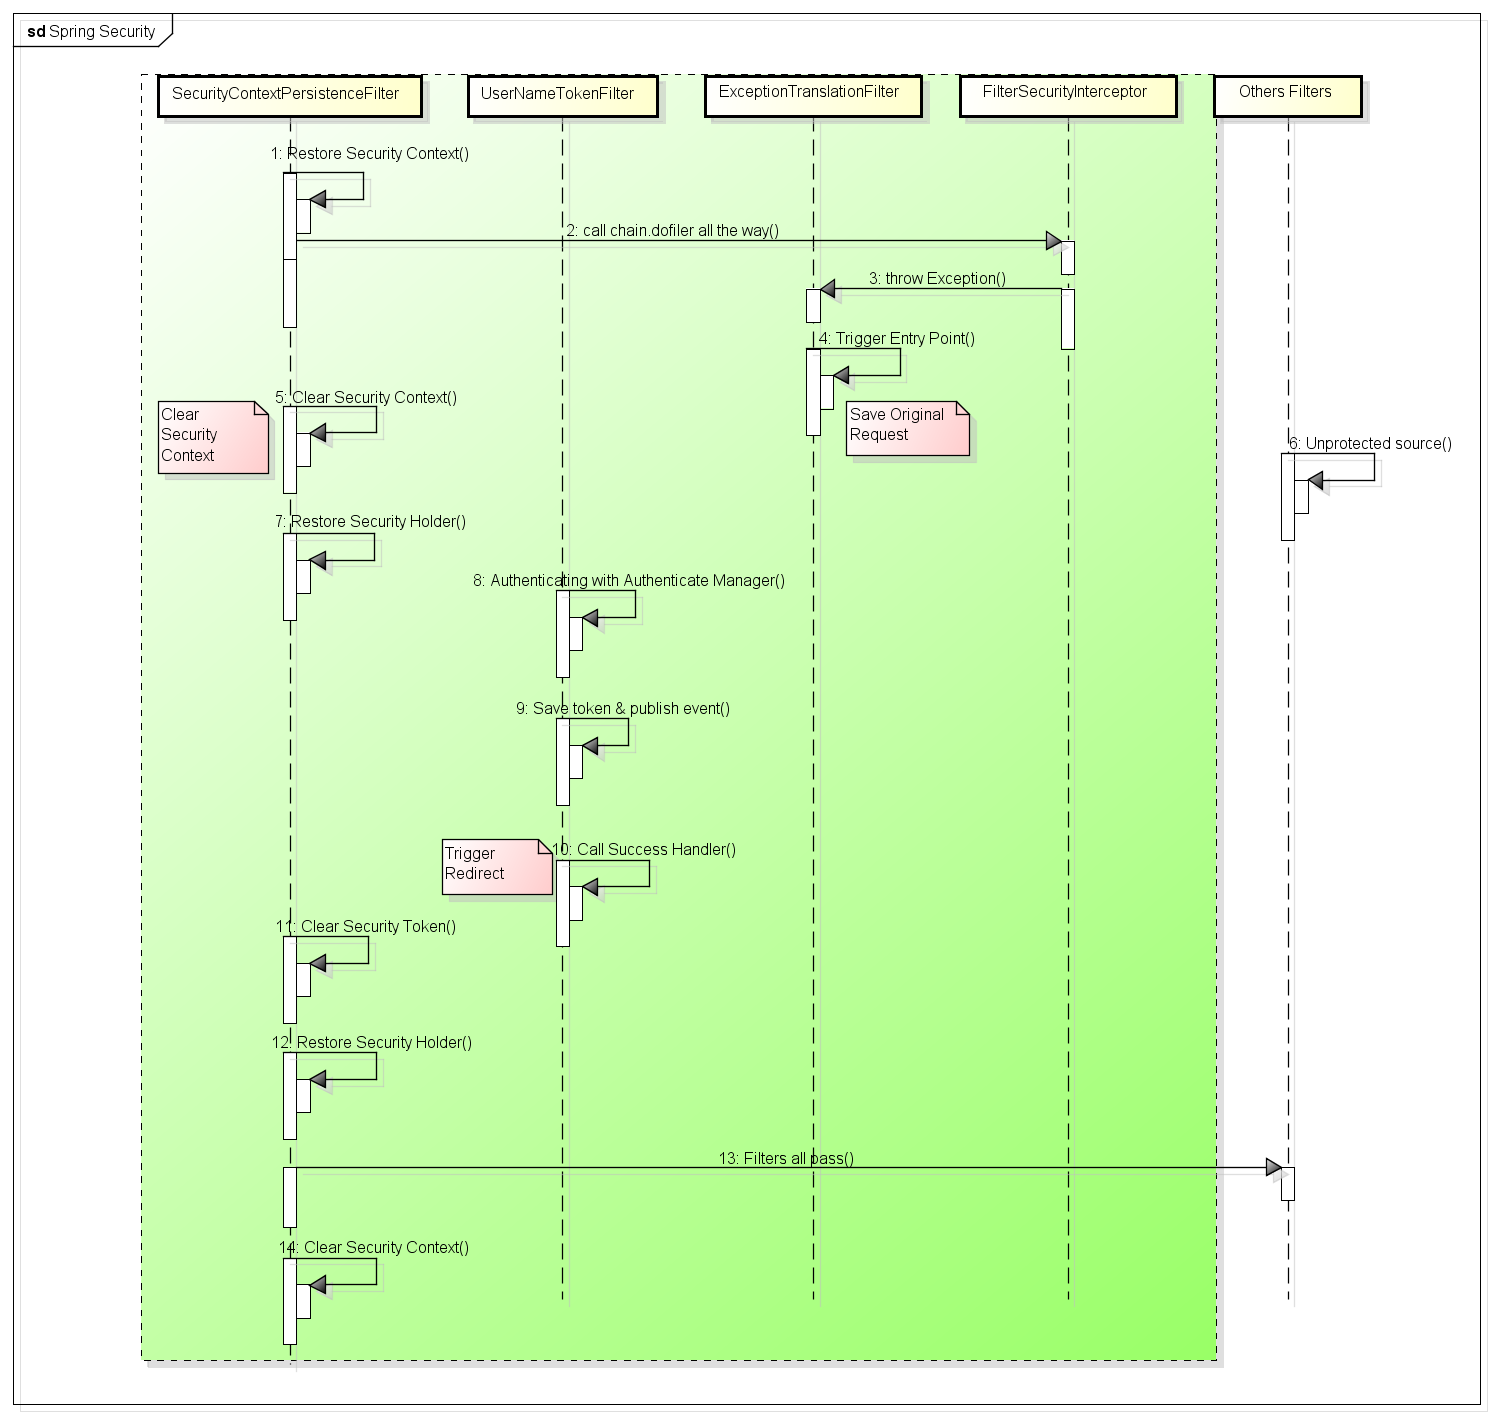 sd Spring Security
SecurityContextPersistenceFilter
UserNameTokenFilter
ExceptionTranslationFilter
FilterSecurityInterceptor
Others Filters
1: Restore Security Context()
2: call chain.dofiler all the way()
3: throw Exception()
4: Trigger Entry Point()
5: Clear Security Context()
Clear
Security
Context
Save Original
Request
6: Unprotected source()
7: Restore Security Holder()
8: Authenticating with Authenticate Manager()
9: Save token & publish event()
Trigger
Redirect
10: Call Success Handler()
11: Clear Security Token()
12: Restore Security Holder()
13: Filters all pass()
14: Clear Security Context()